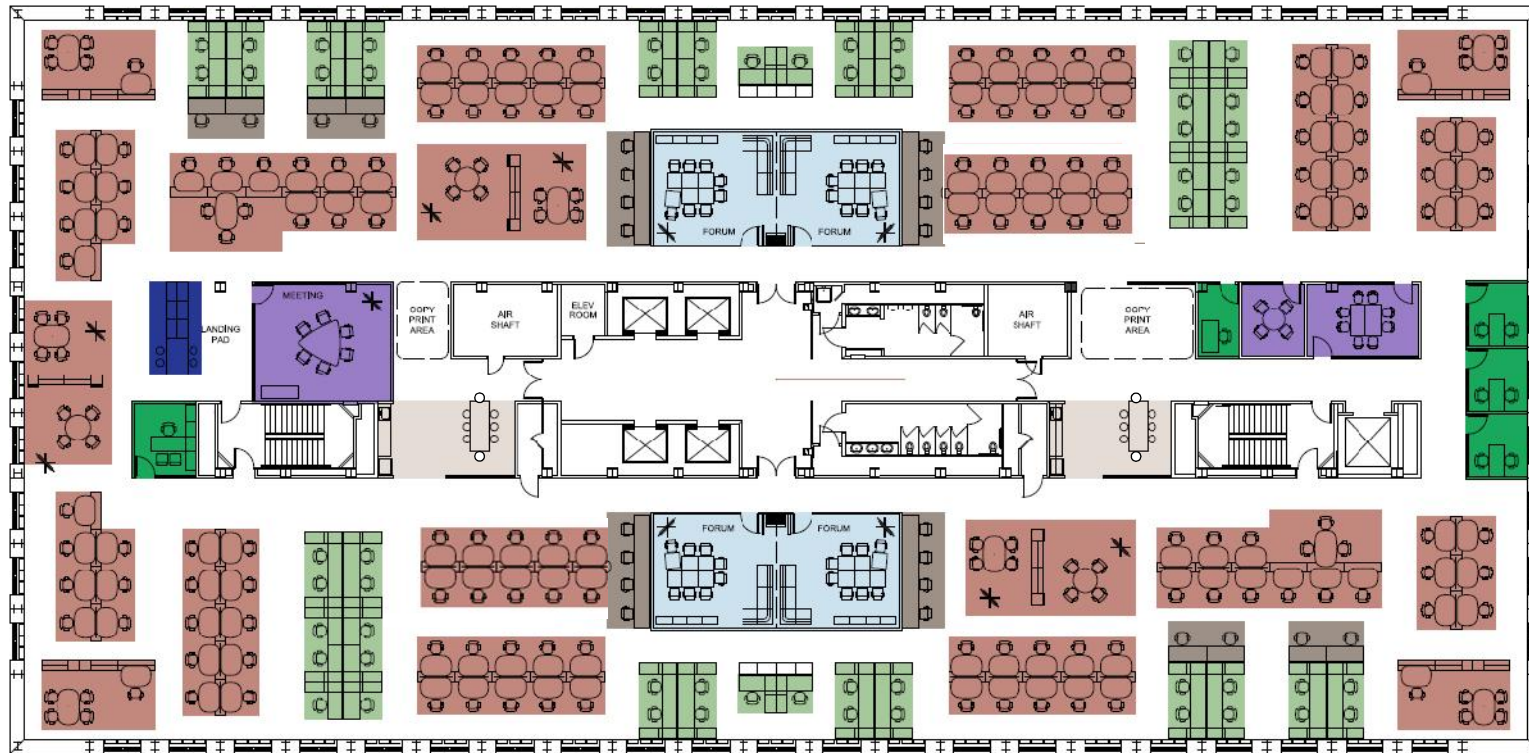 FORUM
FORUM
MEETING
LANDING
PAD
COPY
PRINT
AREA
AIR
SHAFT
ELEV
ROOM
AIR
SHAFT
COPY
PRINT
AREA
FORUM
FORUM